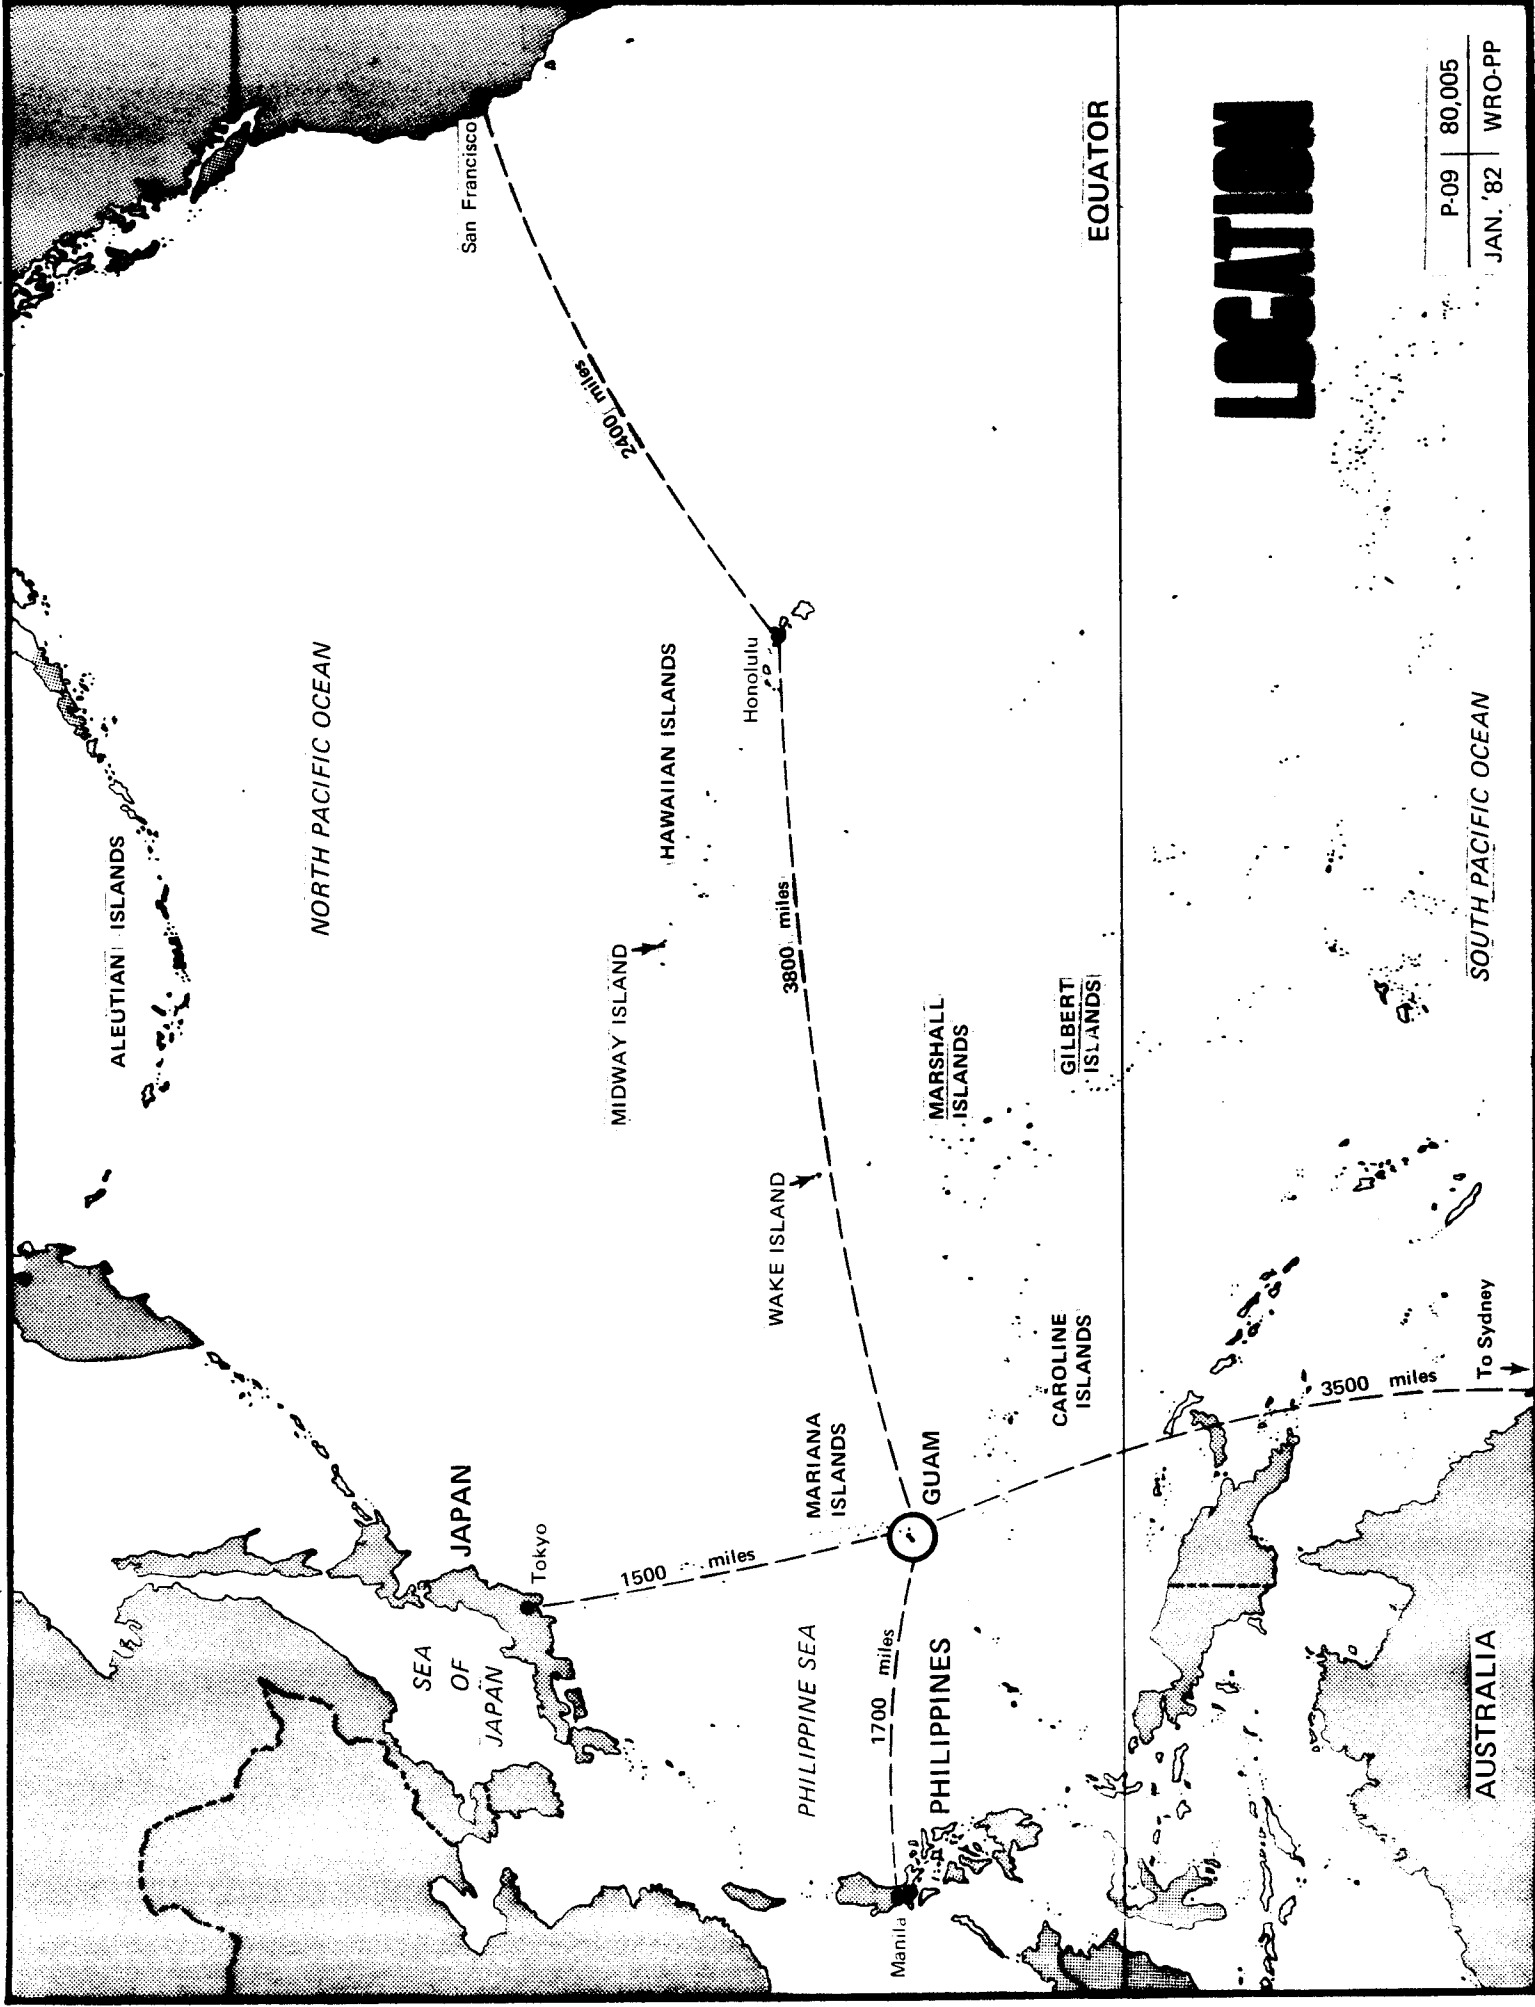 ALEUTIAN ISLANDS
NORTH PACIFIC OCEAN
San Francisco
2400 miles
JAPAN
Tokyo
SEA
OF
JAPAN
MIDWAY ISLAND
HAWAIIAN ISLANDS
Honolulu
1500 miles
3800 miles
WAKE ISLAND
MARIANA
ISLANDS
PHILIPPINE SEA
1700 miles
GUAM
MARSHALL
ISLANDS
Manila
PHILIPPINES
CAROLINE
ISLANDS
GILBERT
ISLANDS
EQUATOR
LOCATION
3500 miles
To Sydney
AUSTRALIA
SOUTH PACIFIC OCEAN
P-09 80,005
JAN. '82 WRO-PP